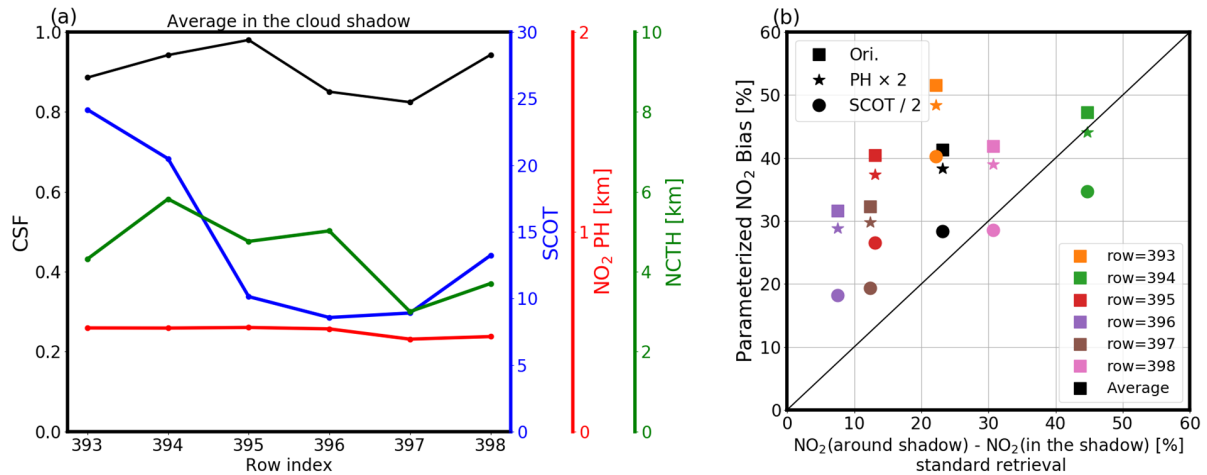 (a)
Average in the cloud shadow
CSF
1.0
0.8
0.6
0.4
0.2
0.0
393 394 395 396 397 398
Row index
30
25
20
15
10
5
0
SCOT
2
1
0
NO₂ PH [km]
10
8
6
4
2
0
NCTH [km]
(b)
Parameterized NO₂ Bias [%]
60
50
40
30
20
10
0
Ori.
PH × 2
SCOT / 2
row=393
row=394
row=395
row=396
row=397
row=398
Average
0 10 20 30 40 50 60
NO₂(around shadow) - NO₂(in the shadow) [%]
standard retrieval